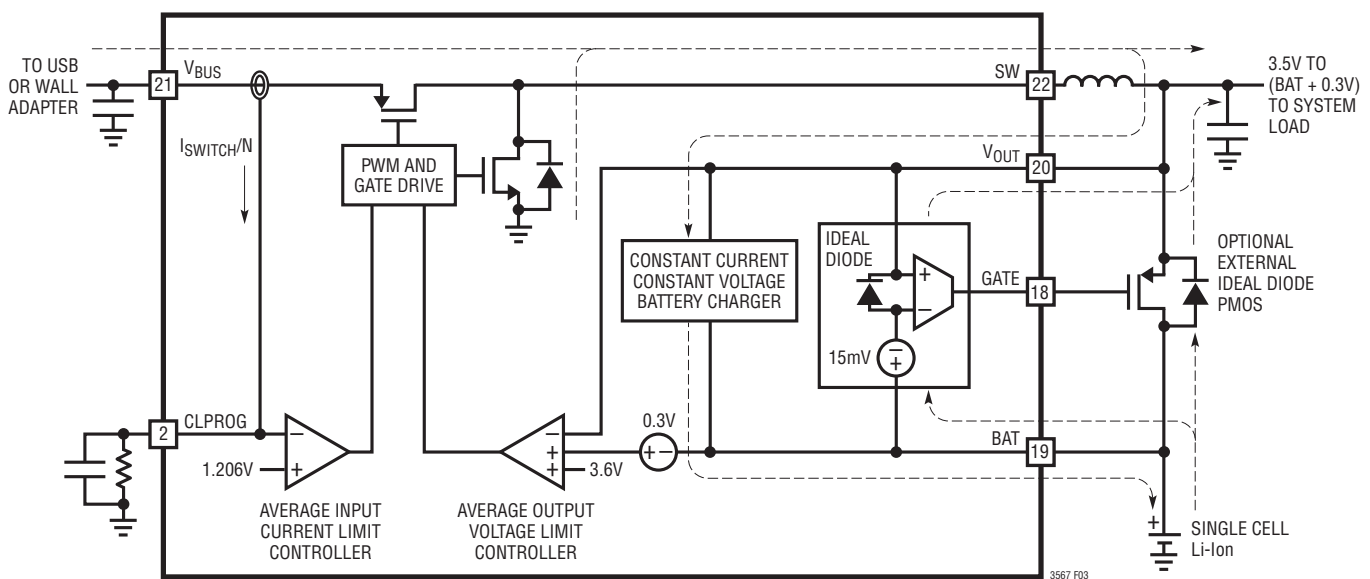 TO USB
OR WALL
ADAPTER
21
VBUS
ISWITCH/N
PWM AND
GATE DRIVE
SW
22
3.5V TO
(BAT + 0.3V)
TO SYSTEM
LOAD
VOUT
20
IDEAL
DIODE
+
−
15mV
−
+
GATE
18
OPTIONAL
EXTERNAL
IDEAL DIODE
PMOS
CONSTANT CURRENT
CONSTANT VOLTAGE
BATTERY CHARGER
2
CLPROG
−
1.206V
+
AVERAGE INPUT
CURRENT LIMIT
CONTROLLER
−
+
+
3.6V
AVERAGE OUTPUT
VOLTAGE LIMIT
CONTROLLER
0.3V
+ −
BAT
19
+
SINGLE CELL
Li-Ion
3567 F03